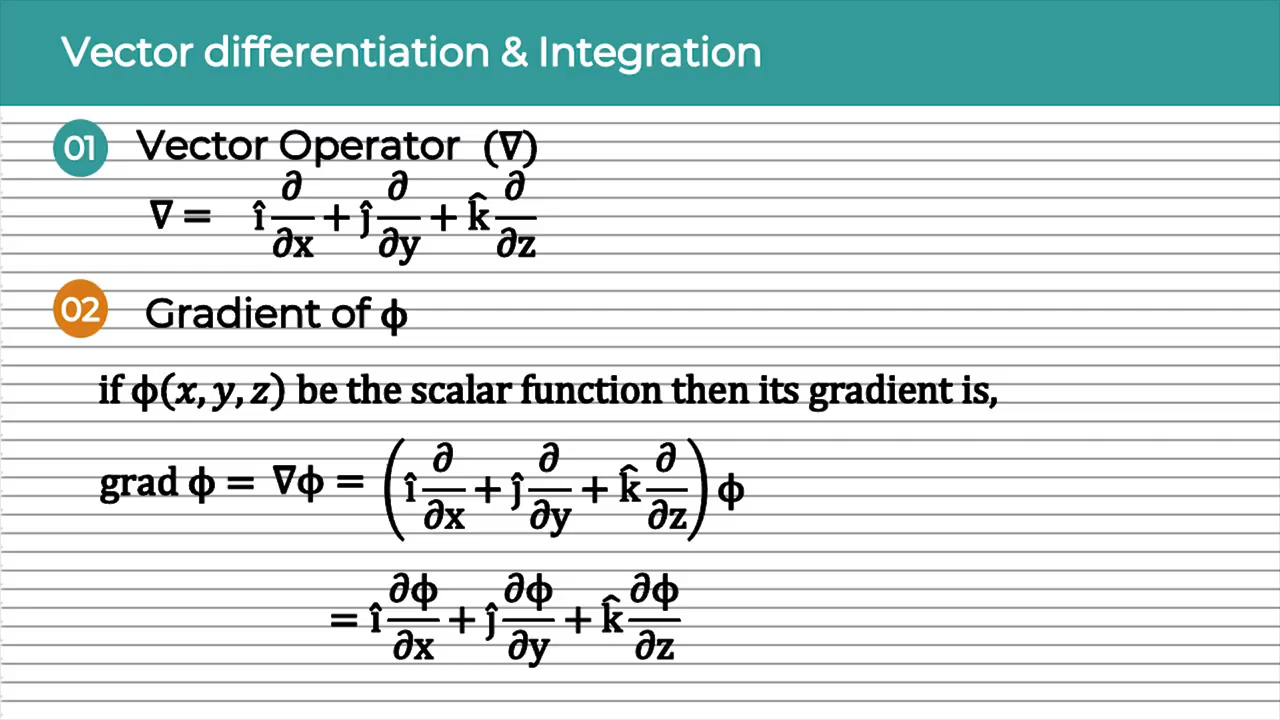 Vector differentiation & Integration
01 Vector Operator (∇)
∇ = î ∂/∂x + ĵ ∂/∂y + k̂ ∂/∂z
02 Gradient of ϕ
if ϕ(x, y, z) be the scalar function then its gradient is,
grad ϕ = ∇ϕ = (î ∂/∂x + ĵ ∂/∂y + k̂ ∂/∂z) ϕ
= î ∂ϕ/∂x + ĵ ∂ϕ/∂y + k̂ ∂ϕ/∂z